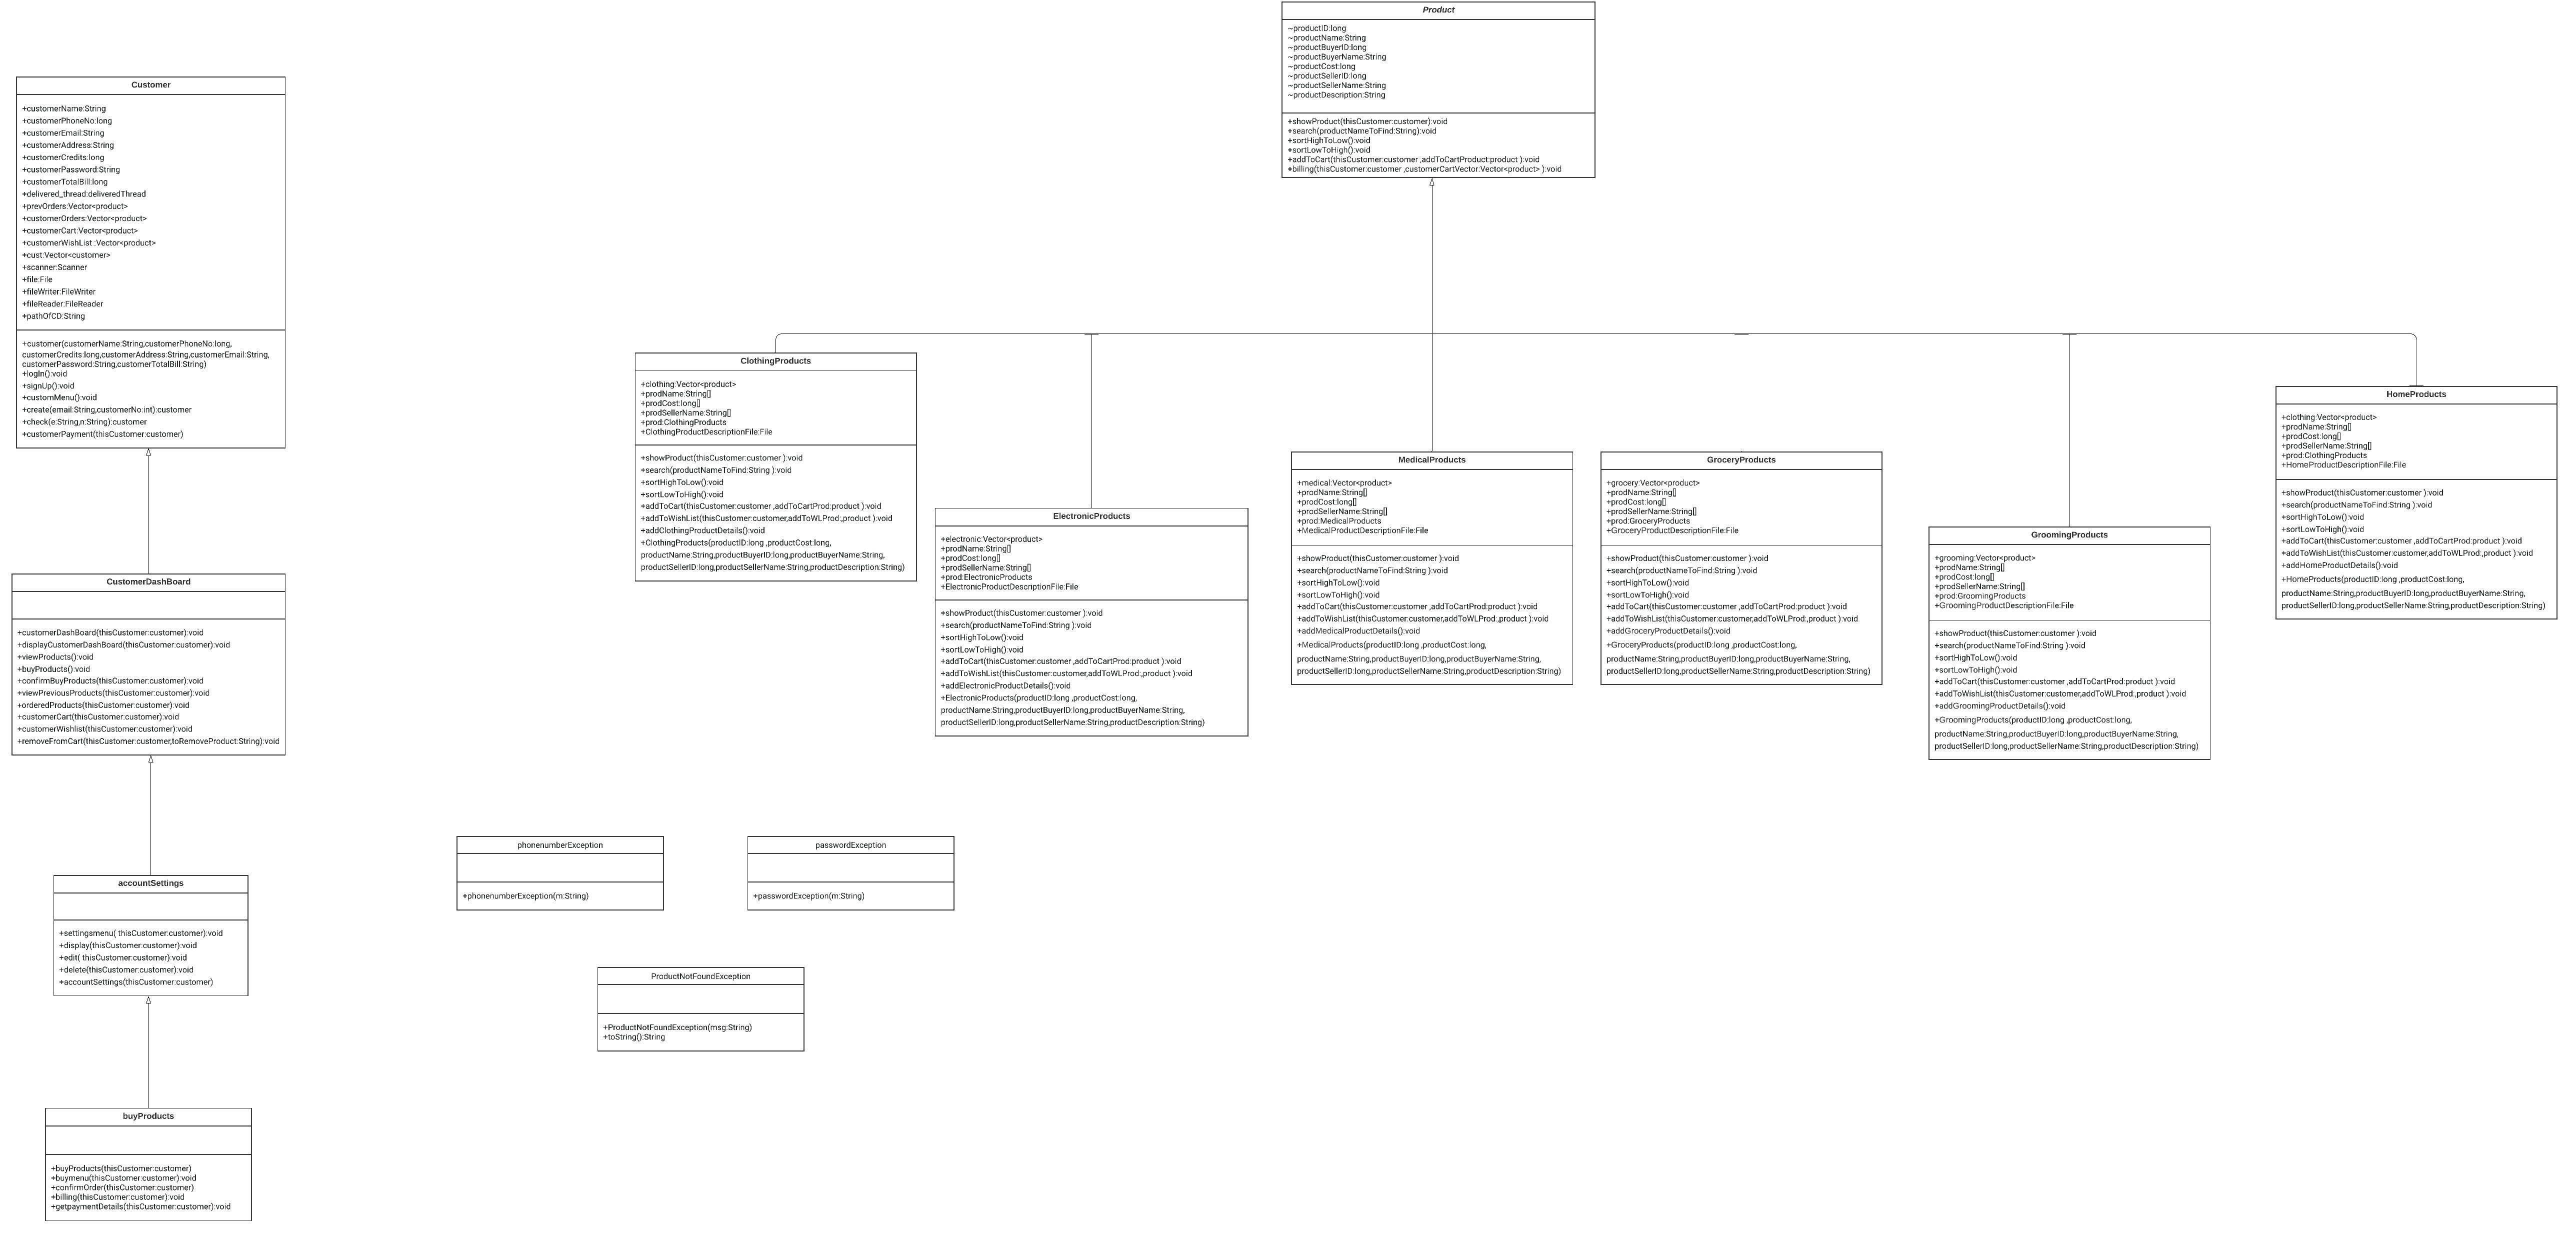 Product
~productID:long
~productName:String
~productBuyerID:long
~productBuyerName:String
~productCost:long
~productSellerID:long
~productSellerName:String
~productDescription:String
+showProduct(thisCustomer:customer):void
+search(productNameToFind:String):void
+sortHighToLow():void
+sortLowToHigh():void
+addToCart(thisCustomer:customer ,addToCartProduct:product ):void
+billing(thisCustomer:customer ,customerCartVector:Vector<product> ):void
Customer
+customerName:String
+customerPhoneNo:long
+customerEmail:String
+customerAddress:String
+customerCredits:long
+customerPassword:String
+customerTotalBill:long
+delivered_thread:deliveredThread
+prevOrders:Vector<product>
+customerOrders:Vector<product>
+customerCart:Vector<product>
+customerWishList :Vector<product>
+cust:Vector<customer>
+scanner:Scanner
+file:File
+fileWriter:FileWriter
+fileReader:FileReader
+pathOfCD:String
+customer(customerName:String,customerPhoneNo:long,
customerCredits:long,customerAddress:String,customerEmail:String,
customerPassword:String,customerTotalBill:String)
+logIn():void
+signUp():void
+customMenu():void
+create(email:String,customerNo:int):customer
+check(e:String,n:String):customer
+customerPayment(thisCustomer:customer)
CustomerDashBoard
+customerDashBoard(thisCustomer:customer):void
+displayCustomerDashBoard(thisCustomer:customer):void
+viewProducts():void
+buyProducts():void
+confirmBuyProducts(thisCustomer:customer):void
+viewPreviousProducts(thisCustomer:customer):void
+orderedProducts(thisCustomer:customer):void
+customerCart(thisCustomer:customer):void
+customerWishlist(thisCustomer:customer):void
+removeFromCart(thisCustomer:customer,toRemoveProduct:String):void
accountSettings
+settingsmenu( thisCustomer:customer):void
+display(thisCustomer:customer):void
+edit( thisCustomer:customer):void
+delete(thisCustomer:customer):void
+accountSettings(thisCustomer:customer)
buyProducts
+buyProducts(thisCustomer:customer)
+buymenu(thisCustomer:customer):void
+confirmOrder(thisCustomer:customer)
+billing(thisCustomer:customer):void
+getpaymentDetails(thisCustomer:customer):void
ClothingProducts
+clothing:Vector<product>
+prodName:String[]
+prodCost:long[]
+prodSellerName:String[]
+prod:ClothingProducts
+ClothingProductDescriptionFile:File
+showProduct(thisCustomer:customer ):void
+search(productNameToFind:String ):void
+sortHighToLow():void
+sortLowToHigh():void
+addToCart(thisCustomer:customer ,addToCartProd:product ):void
+addToWishList(thisCustomer:customer,addToWLProd:,product ):void
+addClothingProductDetails():void
+ClothingProducts(productID:long ,productCost:long,
productName:String,productBuyerID:long,productBuyerName:String,
productSellerID:long,productSellerName:String,productDescription:String)
ElectronicProducts
+electronic:Vector<product>
+prodName:String[]
+prodCost:long[]
+prodSellerName:String[]
+prod:ElectronicProducts
+ElectronicProductDescriptionFile:File
+showProduct(thisCustomer:customer ):void
+search(productNameToFind:String ):void
+sortHighToLow():void
+sortLowToHigh():void
+addToCart(thisCustomer:customer ,addToCartProd:product ):void
+addToWishList(thisCustomer:customer,addToWLProd:,product ):void
+addElectronicProductDetails():void
+ElectronicProducts(productID:long ,productCost:long,
productName:String,productBuyerID:long,productBuyerName:String,
productSellerID:long,productSellerName:String,productDescription:String)
MedicalProducts
+medical:Vector<product>
+prodName:String[]
+prodCost:long[]
+prodSellerName:String[]
+prod:MedicalProducts
+MedicalProductDescriptionFile:File
+showProduct(thisCustomer:customer ):void
+search(productNameToFind:String ):void
+sortHighToLow():void
+sortLowToHigh():void
+addToCart(thisCustomer:customer ,addToCartProd:product ):void
+addToWishList(thisCustomer:customer,addToWLProd:,product ):void
+addMedicalProductDetails():void
+MedicalProducts(productID:long ,productCost:long,
productName:String,productBuyerID:long,productBuyerName:String,
productSellerID:long,productSellerName:String,productDescription:String)
GroceryProducts
+grocery:Vector<product>
+prodName:String[]
+prodCost:long[]
+prodSellerName:String[]
+prod:GroceryProducts
+GroceryProductDescriptionFile:File
+showProduct(thisCustomer:customer ):void
+search(productNameToFind:String ):void
+sortHighToLow():void
+sortLowToHigh():void
+addToCart(thisCustomer:customer ,addToCartProd:product ):void
+addToWishList(thisCustomer:customer,addToWLProd:,product ):void
+addGroceryProductDetails():void
+GroceryProducts(productID:long ,productCost:long,
productName:String,productBuyerID:long,productBuyerName:String,
productSellerID:long,productSellerName:String,productDescription:String)
GroomingProducts
+grooming:Vector<product>
+prodName:String[]
+prodCost:long[]
+prodSellerName:String[]
+prod:GroomingProducts
+GroomingProductDescriptionFile:File
+showProduct(thisCustomer:customer ):void
+search(productNameToFind:String ):void
+sortHighToLow():void
+sortLowToHigh():void
+addToCart(thisCustomer:customer ,addToCartProd:product ):void
+addToWishList(thisCustomer:customer,addToWLProd:,product ):void
+addGroomingProductDetails():void
+GroomingProducts(productID:long ,productCost:long,
productName:String,productBuyerID:long,productBuyerName:String,
productSellerID:long,productSellerName:String,productDescription:String)
HomeProducts
+clothing:Vector<product>
+prodName:String[]
+prodCost:long[]
+prodSellerName:String[]
+prod:ClothingProducts
+HomeProductDescriptionFile:File
+showProduct(thisCustomer:customer ):void
+search(productNameToFind:String ):void
+sortHighToLow():void
+sortLowToHigh():void
+addToCart(thisCustomer:customer ,addToCartProd:product ):void
+addToWishList(thisCustomer:customer,addToWLProd:,product ):void
+addHomeProductDetails():void
+HomeProducts(productID:long ,productCost:long,
productName:String,productBuyerID:long,productBuyerName:String,
productSellerID:long,productSellerName:String,productDescription:String)
phonenumberException
+phonenumberException(m:String)
passwordException
+passwordException(m:String)
ProductNotFoundException
+ProductNotFoundException(msg:String)
+toString():String